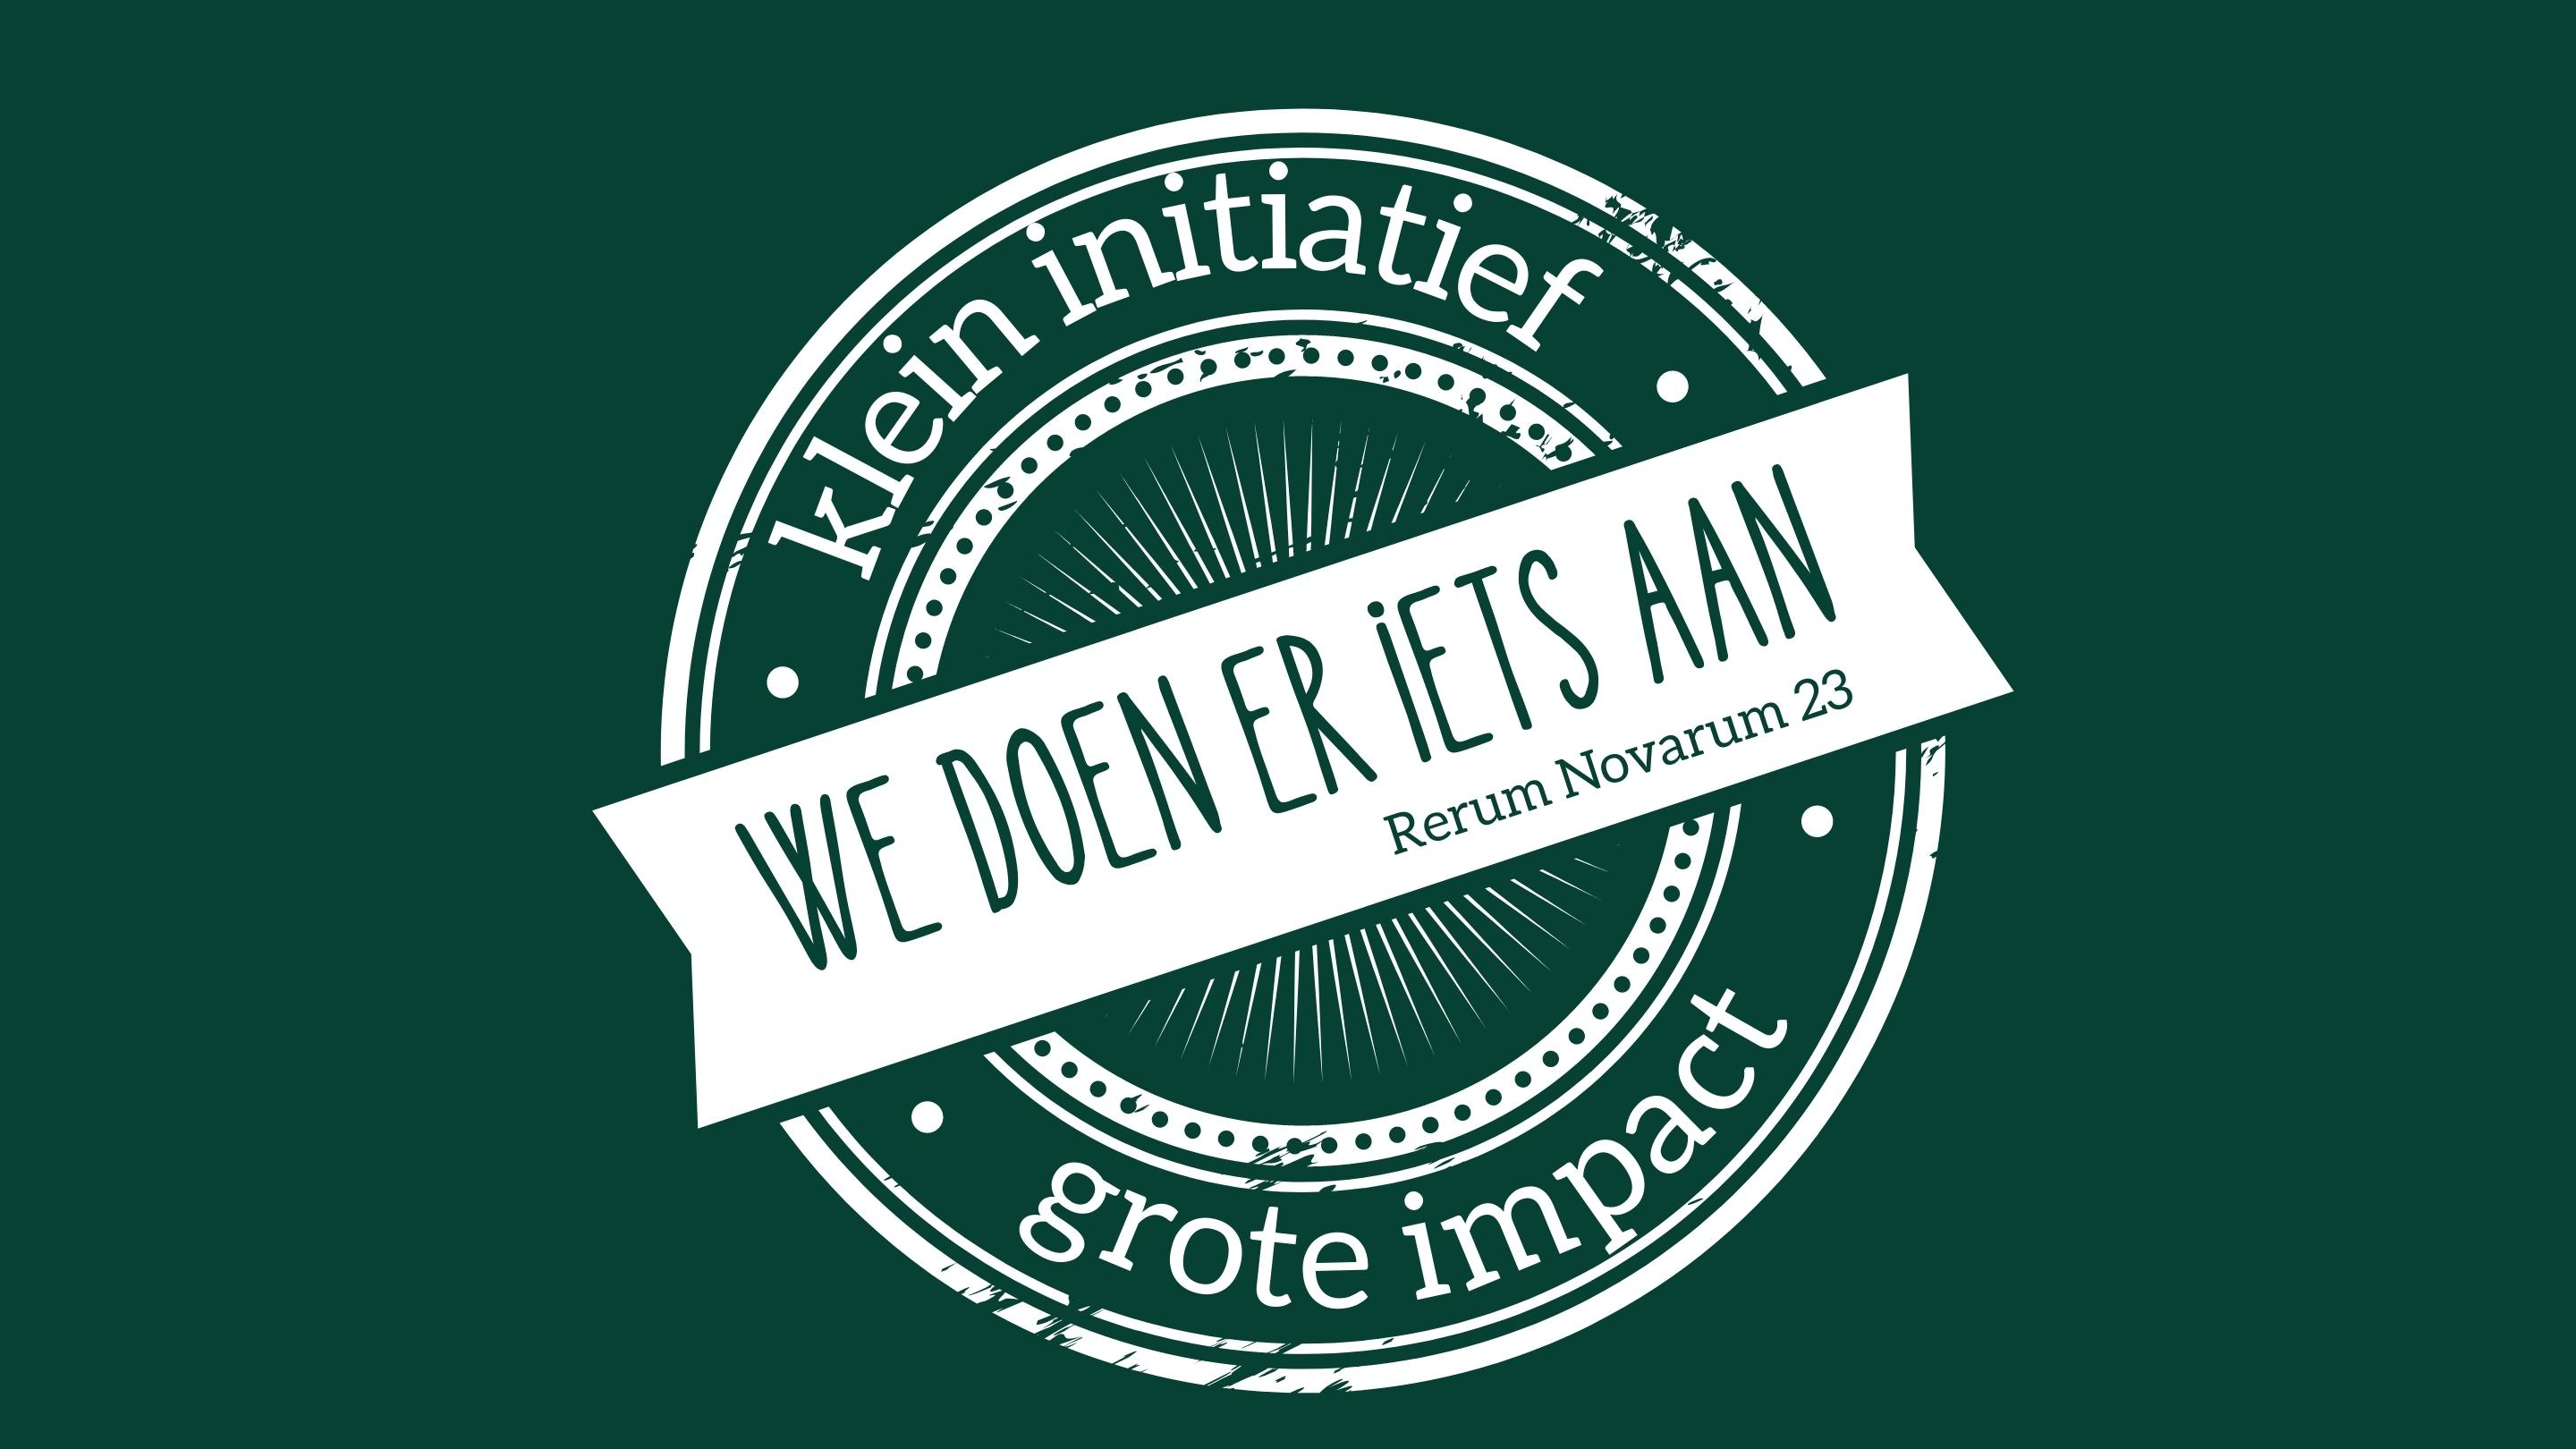 klein initiatief
WE DOEN ER IETS AAN
Rerum Novarum 23
grote impact